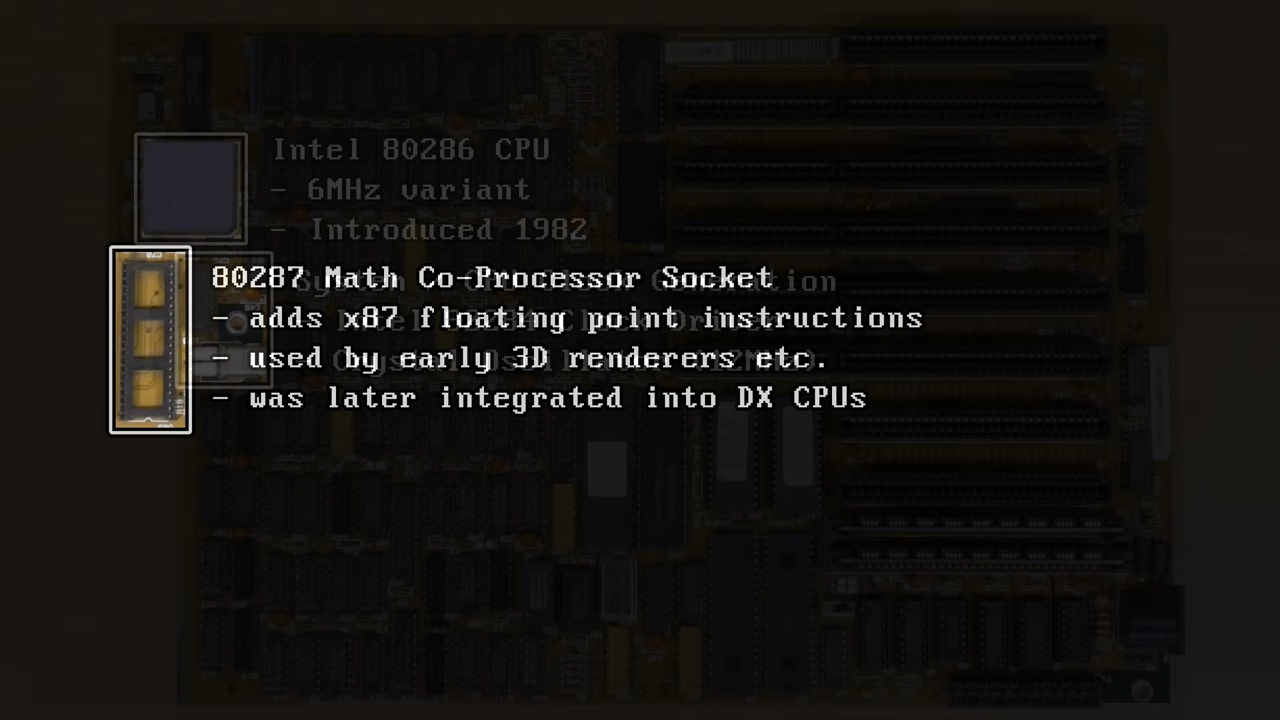 Intel 80286 CPU
- 6MHz variant
- Introduced 1982
80287 Math Co-Processor Socket
- adds x87 floating point instructions
- used by early 3D renderers etc.
- was later integrated into DX CPUs